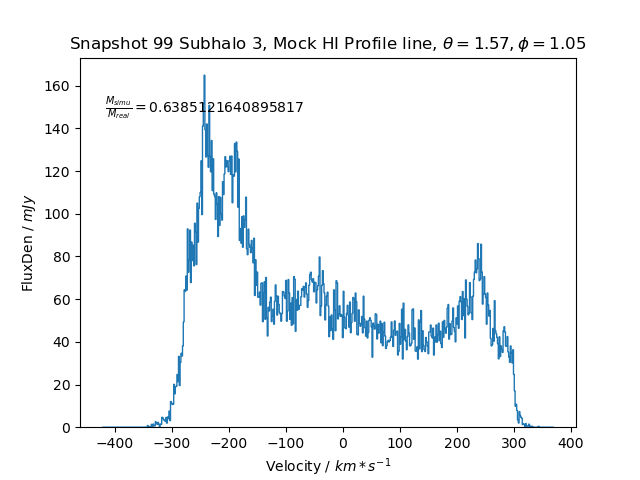 Snapshot 99 Subhalo 3, Mock HI Profile line, θ = 1.57, ϕ = 1.05
M_simu/M_real = 0.6385121640895817
FluxDen / mJy
160
140
120
100
80
60
40
20
0
−400 −300 −200 −100 0 100 200 300 400
Velocity / km * s⁻¹